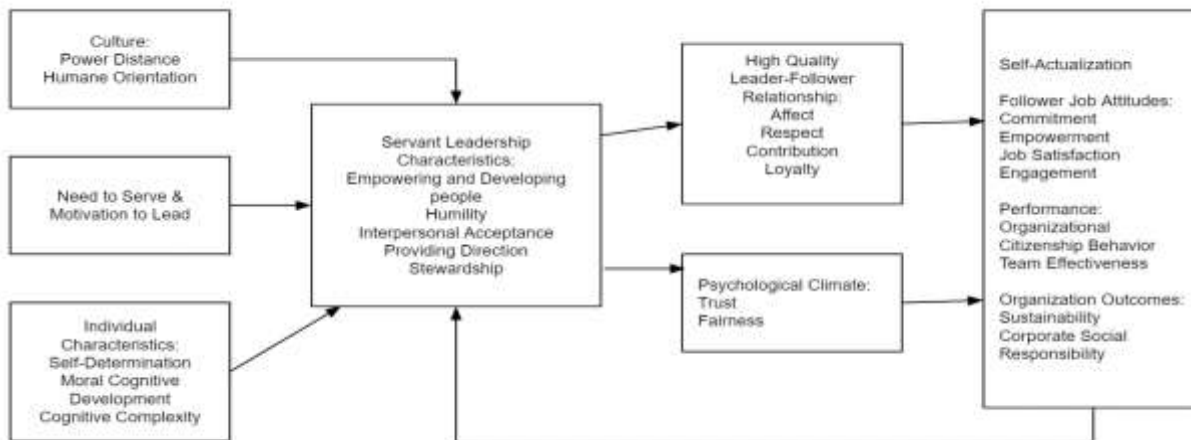 Culture:
Power Distance
Humane Orientation
Need to Serve &
Motivation to Lead
Individual
Characteristics:
Self-Determination
Moral Cognitive
Development
Cognitive Complexity
Servant Leadership
Characteristics:
Empowering and Developing
people
Humility
Interpersonal Acceptance
Providing Direction
Stewardship
High Quality
Leader-Follower
Relationship:
Affect
Respect
Contribution
Loyalty
Psychological Climate:
Trust
Fairness
Self-Actualization
Follower Job Attitudes:
Commitment
Empowerment
Job Satisfaction
Engagement
Performance:
Organizational
Citizenship Behavior
Team Effectiveness
Organization Outcomes:
Sustainability
Corporate Social
Responsibility